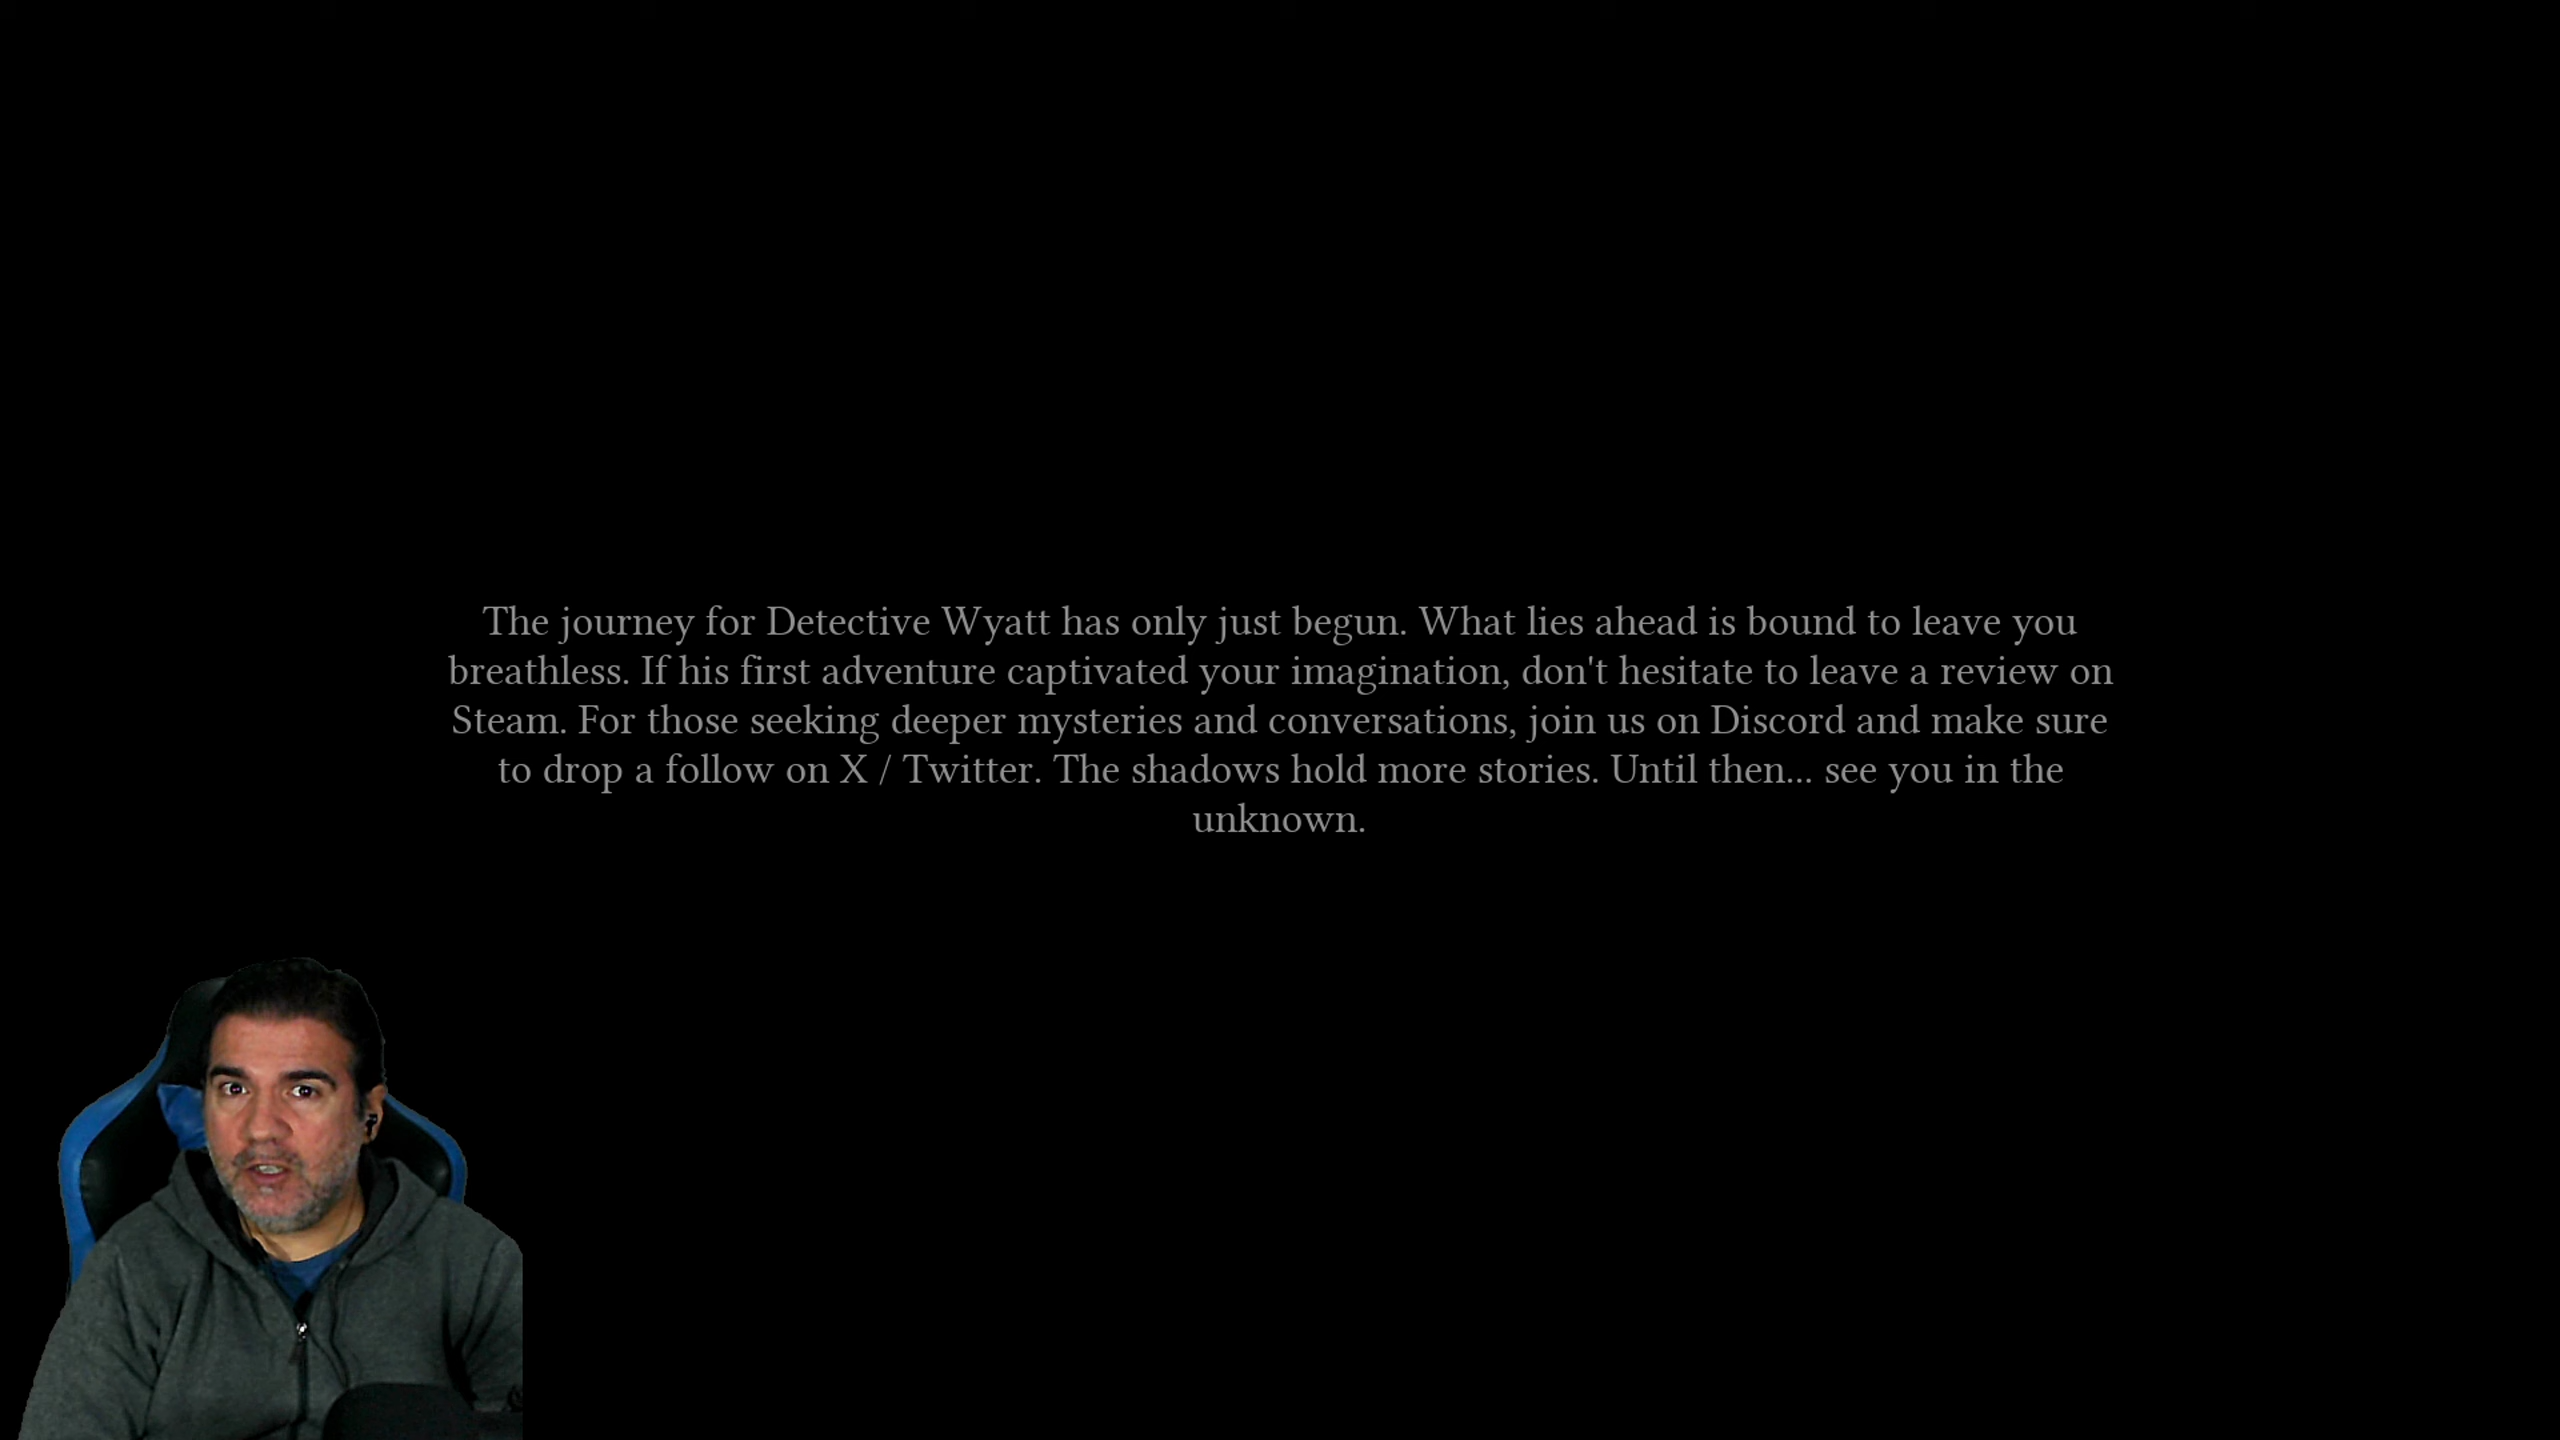 The journey for Detective Wyatt has only just begun. What lies ahead is bound to leave you
breathless. If his first adventure captivated your imagination, don't hesitate to leave a review on
Steam. For those seeking deeper mysteries and conversations, join us on Discord and make sure
to drop a follow on X / Twitter. The shadows hold more stories. Until then... see you in the
unknown.